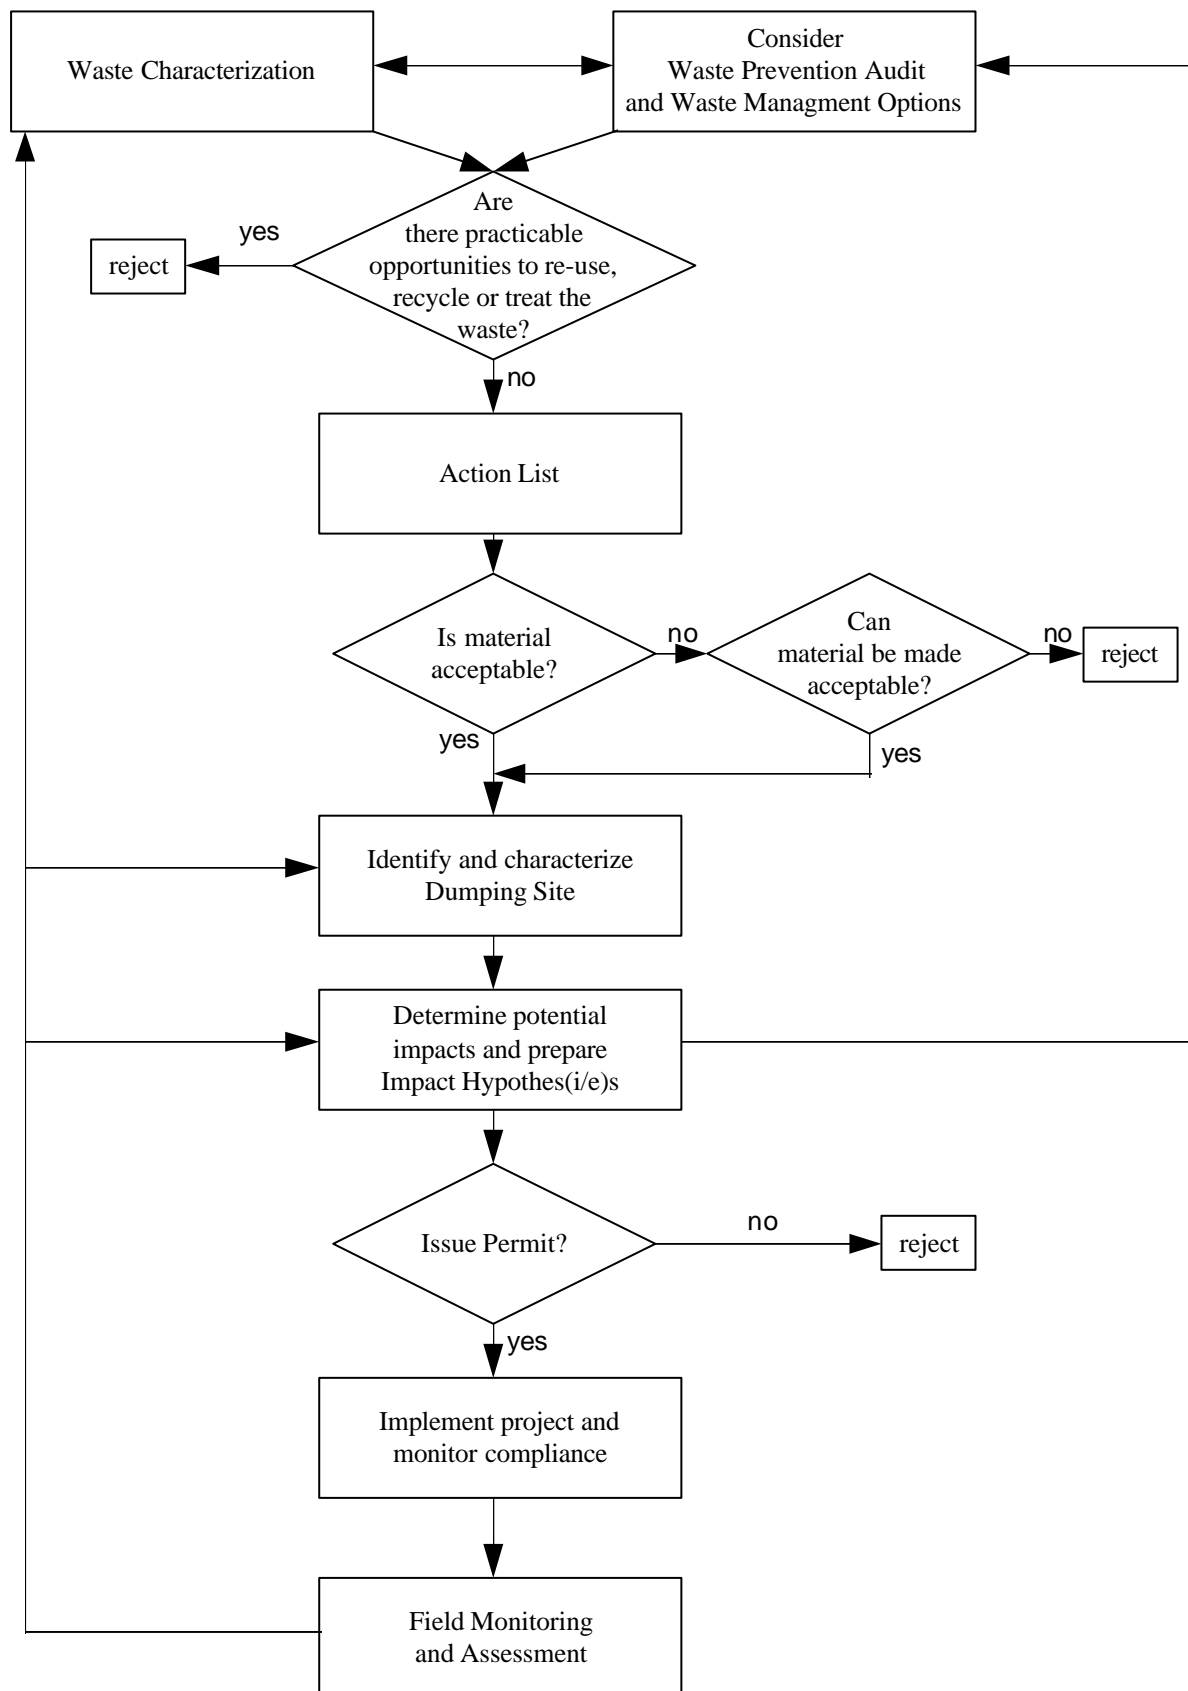 Waste Characterization
Consider
Waste Prevention Audit
and Waste Managment Options
Are
there practicable
opportunities to re-use,
recycle or treat the
waste?
yes
reject
no
Action List
Is material
acceptable?
no
Can
material be made
acceptable?
no
reject
yes
yes
Identify and characterize
Dumping Site
Determine potential
impacts and prepare
Impact Hypothes(i/e)s
Issue Permit?
no
reject
yes
Implement project and
monitor compliance
Field Monitoring
and Assessment